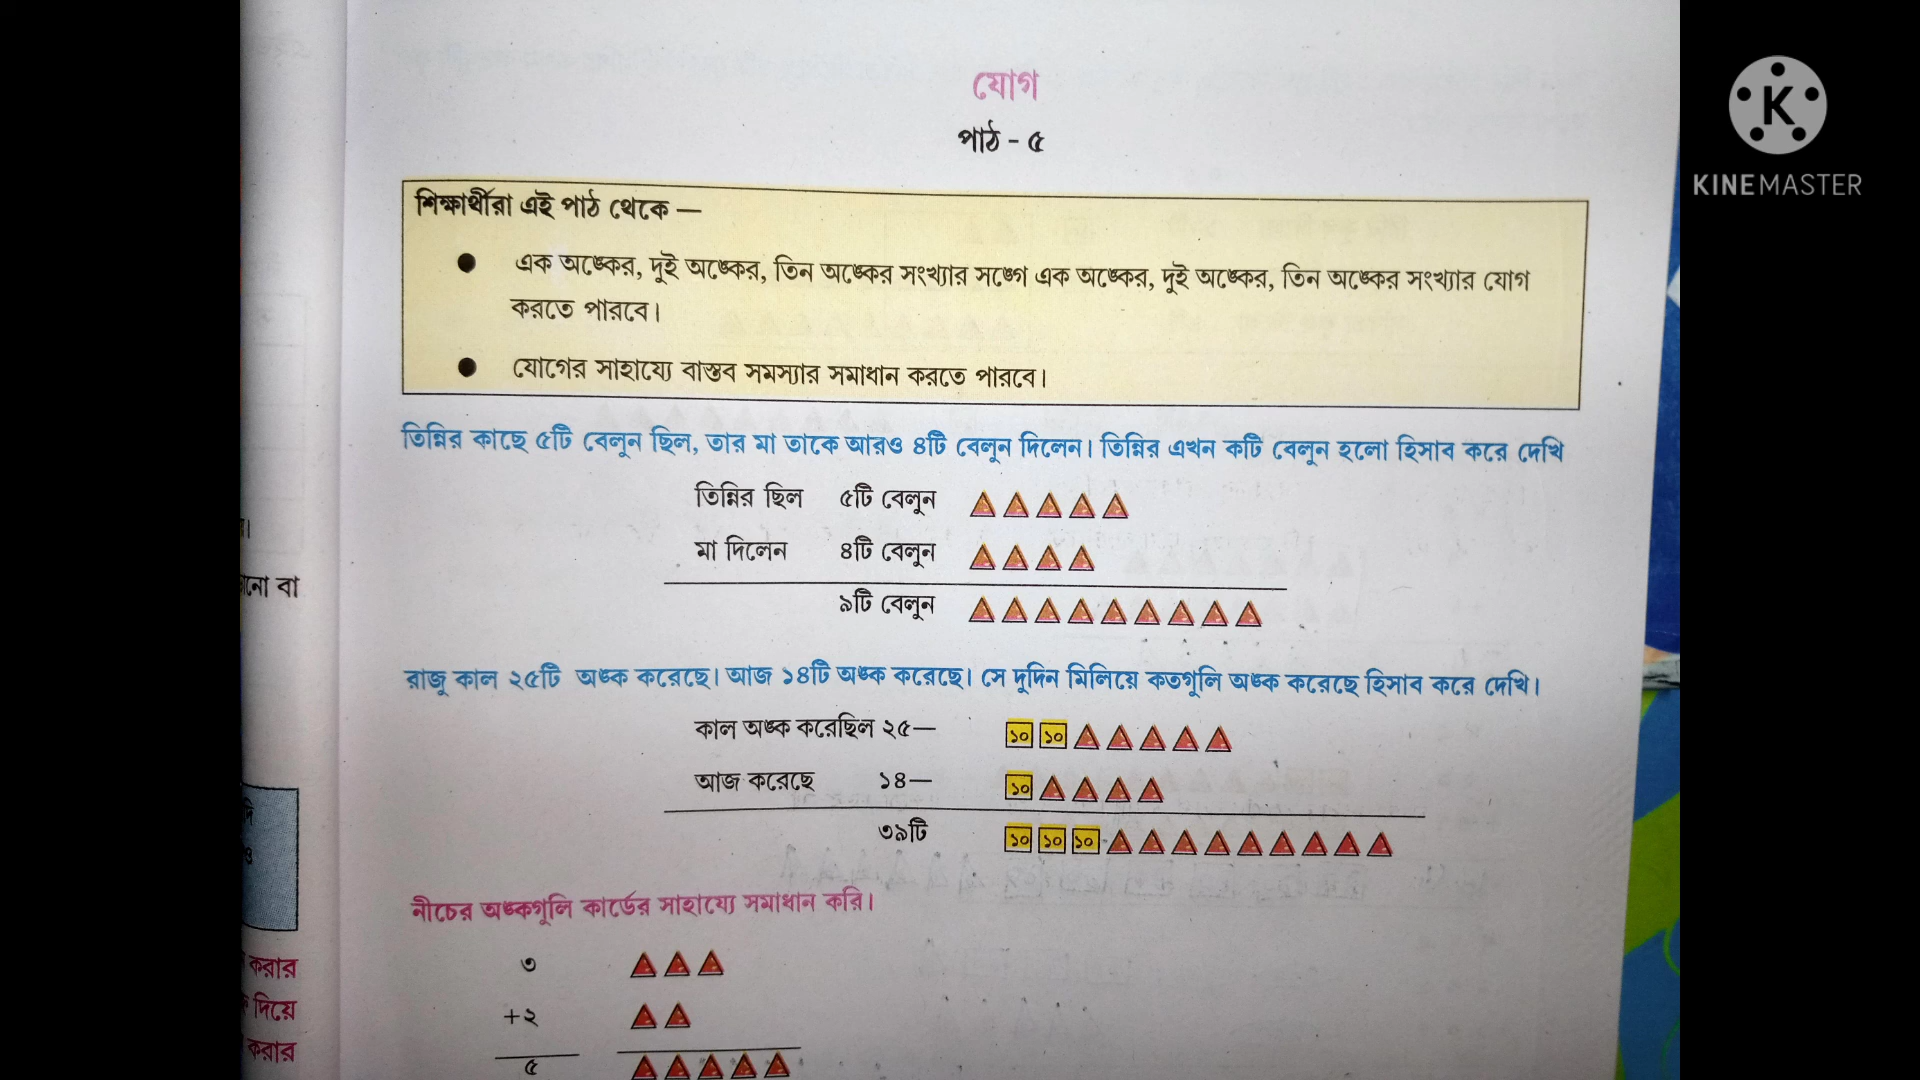 যোগ
পাঠ - ৫
শিক্ষার্থীরা এই পাঠ থেকে —
● এক অঙ্কের, দুই অঙ্কের, তিন অঙ্কের সংখ্যার সঙ্গে এক অঙ্কের, দুই অঙ্কের, তিন অঙ্কের সংখ্যার যোগ
করতে পারবে।
● যোগের সাহায্যে বাস্তব সমস্যার সমাধান করতে পারবে।
তিন্নির কাছে ৫টি বেলুন ছিল, তার মা তাকে আরও ৪টি বেলুন দিলেন। তিন্নির এখন কটি বেলুন হলো হিসাব করে দেখি
তিন্নির ছিল ৫টি বেলুন
মা দিলেন ৪টি বেলুন
৯টি বেলুন
রাজু কাল ২৫টি অঙ্ক করেছে। আজ ১৪টি অঙ্ক করেছে। সে দুদিন মিলিয়ে কতগুলি অঙ্ক করেছে হিসাব করে দেখি।
কাল অঙ্ক করেছিল ২৫— ১০ ১০
আজ করেছে ১৪— ১০
৩৯টি ১০ ১০ ১০
নীচের অঙ্কগুলি কার্ডের সাহায্যে সমাধান করি।
৩
+২
৫
নো বা
করার
দিয়ে
করার
KINEMASTER